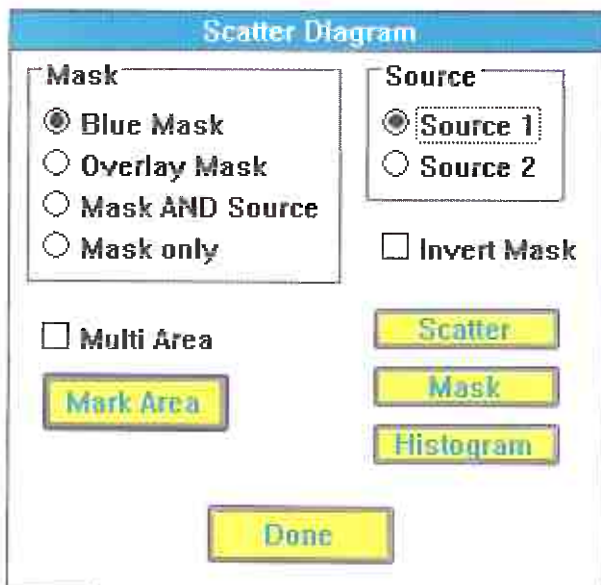 Scatter Diagram
Mask
Blue Mask
Overlay Mask
Mask AND Source
Mask only
Source
Source 1
Source 2
Invert Mask
Multi Area
Mark Area
Scatter
Mask
Histogram
Done